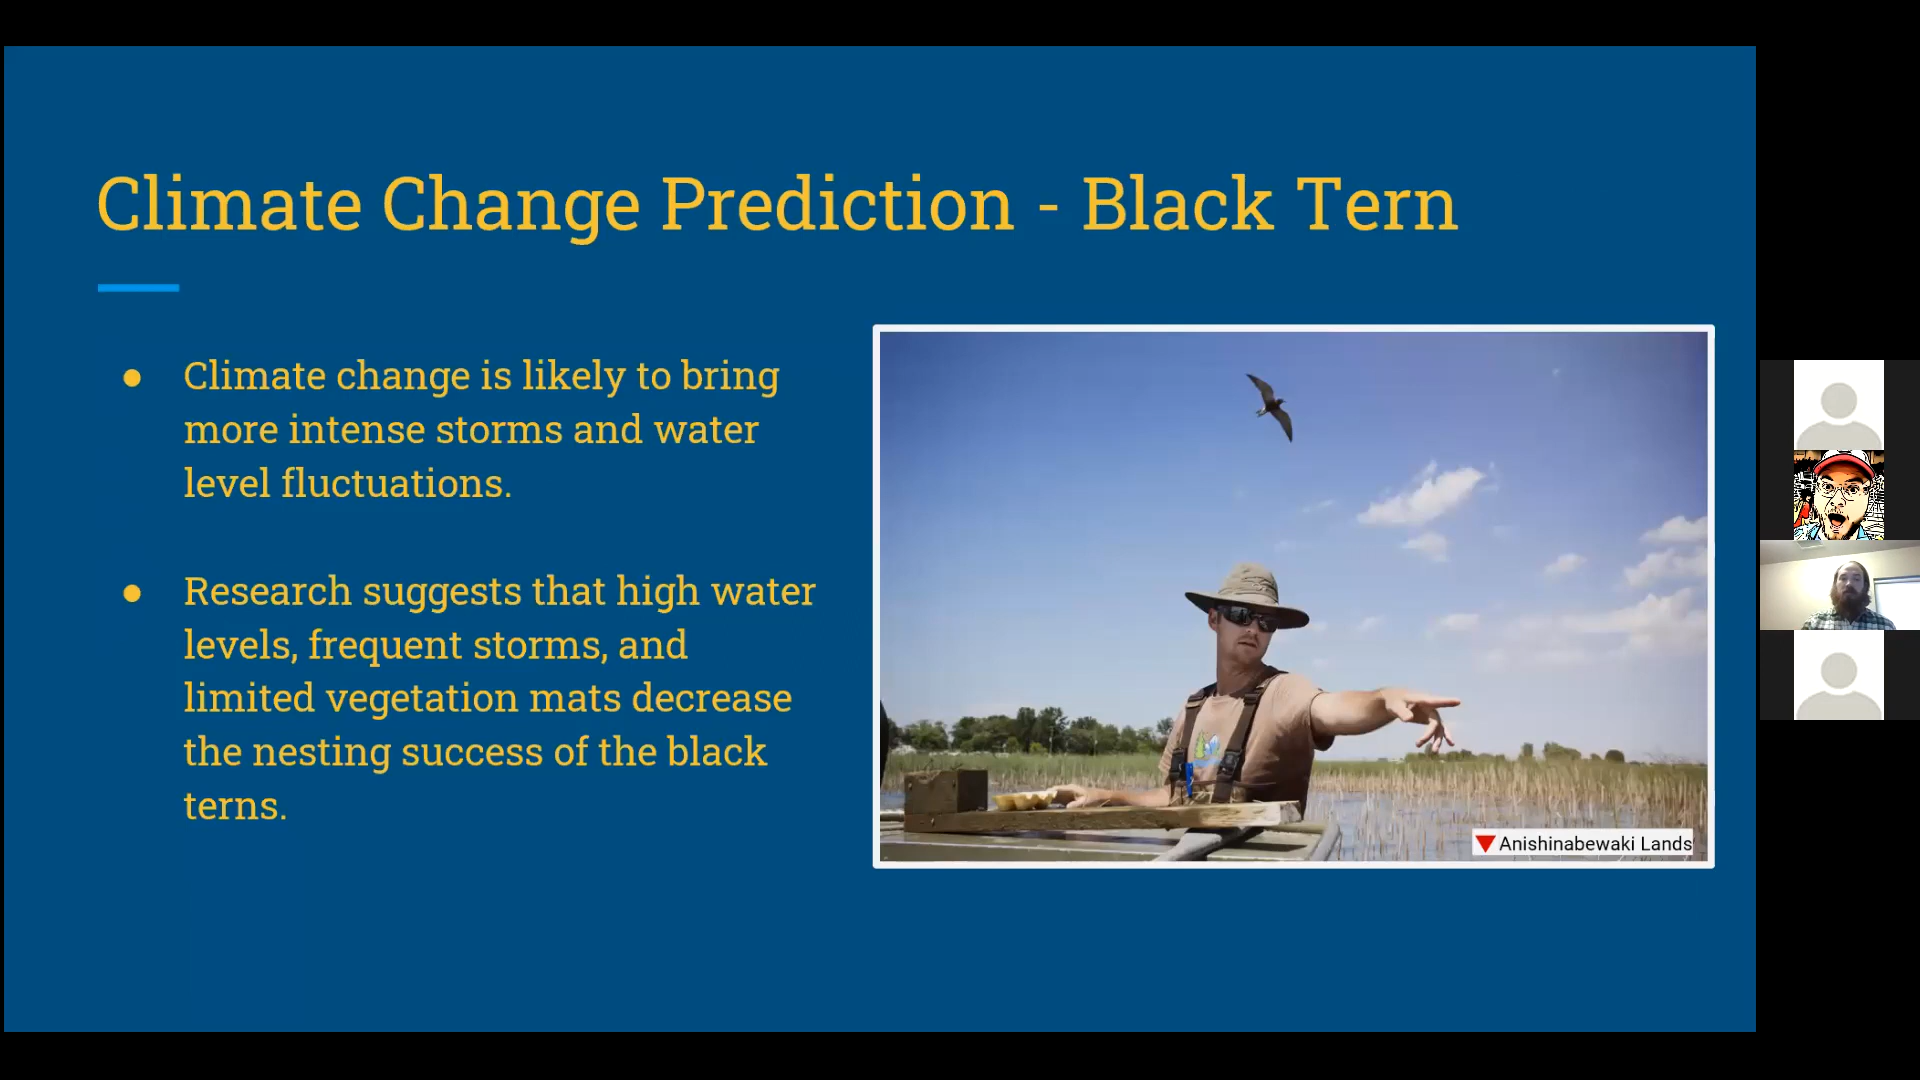 Climate Change Prediction - Black Tern
● Climate change is likely to bring
more intense storms and water
level fluctuations.
● Research suggests that high water
levels, frequent storms, and
limited vegetation mats decrease
the nesting success of the black
terns.
Anishinabewaki Lands